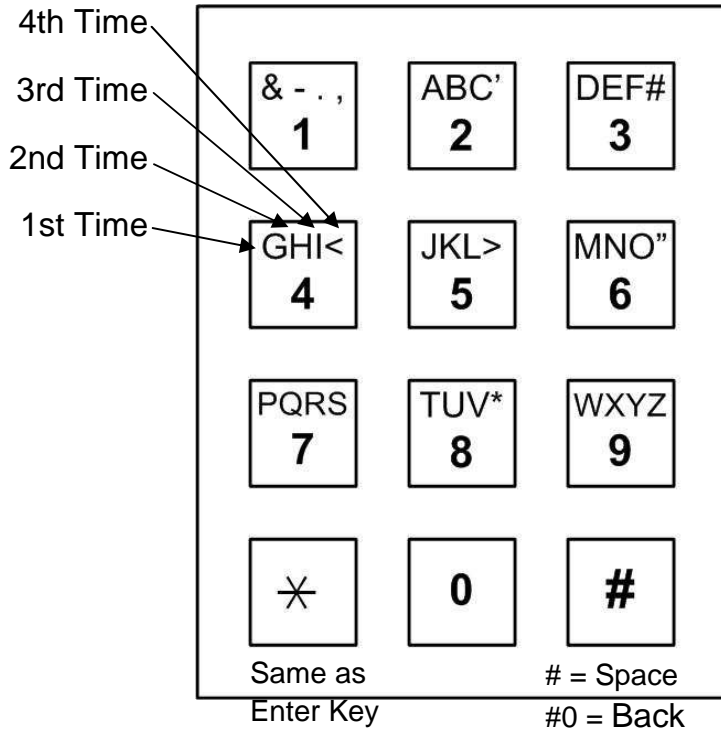 4th Time
3rd Time
2nd Time
1st Time
& - . ,
1
ABC’
2
DEF#
3
GHI<
4
JKL>
5
MNO”
6
PQRS
7
TUV*
8
WXYZ
9
*
0
#
Same as
Enter Key
# = Space
#0 = Back